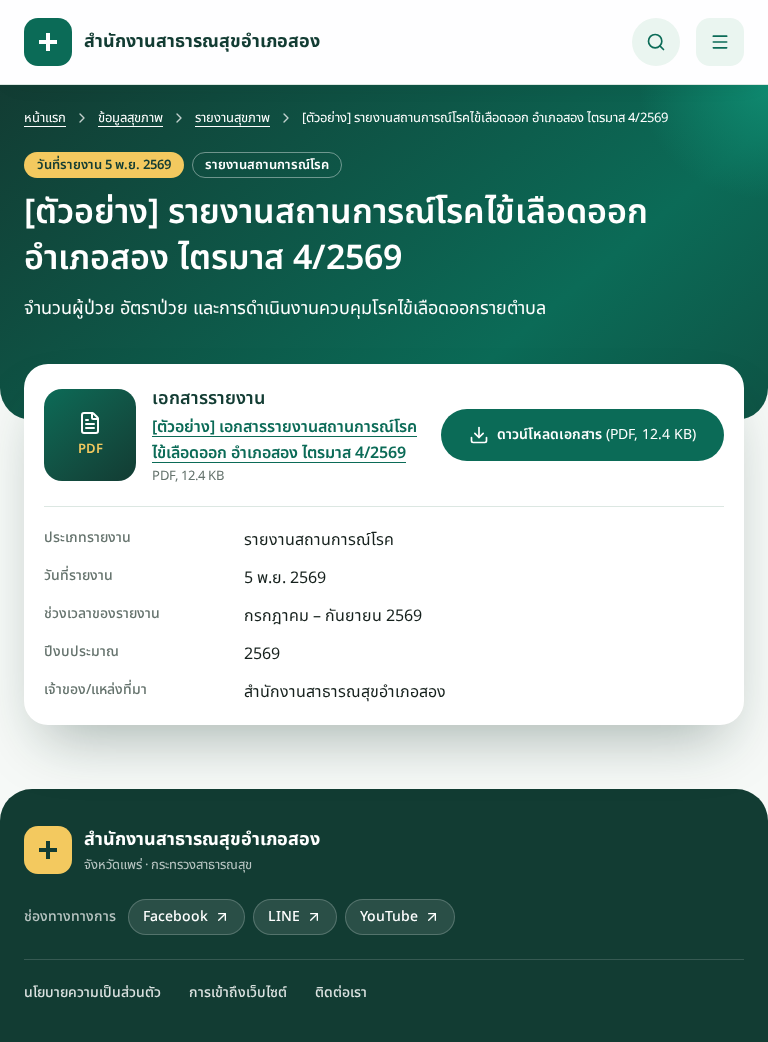 สำนักงานสาธารณสุขอำเภอสอง
หน้าแรก
ข้อมูลสุขภาพ
รายงานสุขภาพ
[ตัวอย่าง] รายงานสถานการณ์โรคไข้เลือดออก อำเภอสอง ไตรมาส 4/2569
วันที่รายงาน 5 พ.ย. 2569
รายงานสถานการณ์โรค
[ตัวอย่าง] รายงานสถานการณ์โรคไข้เลือดออก
อำเภอสอง ไตรมาส 4/2569
จำนวนผู้ป่วย อัตราป่วย และการดำเนินงานควบคุมโรคไข้เลือดออกรายตำบล
PDF
เอกสารรายงาน
[ตัวอย่าง] เอกสารรายงานสถานการณ์โรค
ไข้เลือดออก อำเภอสอง ไตรมาส 4/2569
PDF, 12.4 KB
ดาวน์โหลดเอกสาร (PDF, 12.4 KB)
ประเภทรายงาน
รายงานสถานการณ์โรค
วันที่รายงาน
5 พ.ย. 2569
ช่วงเวลาของรายงาน
กรกฎาคม – กันยายน 2569
ปีงบประมาณ
2569
เจ้าของ/แหล่งที่มา
สำนักงานสาธารณสุขอำเภอสอง
สำนักงานสาธารณสุขอำเภอสอง
จังหวัดแพร่ · กระทรวงสาธารณสุข
ช่องทางทางการ
Facebook
LINE
YouTube
นโยบายความเป็นส่วนตัว
การเข้าถึงเว็บไซต์
ติดต่อเรา